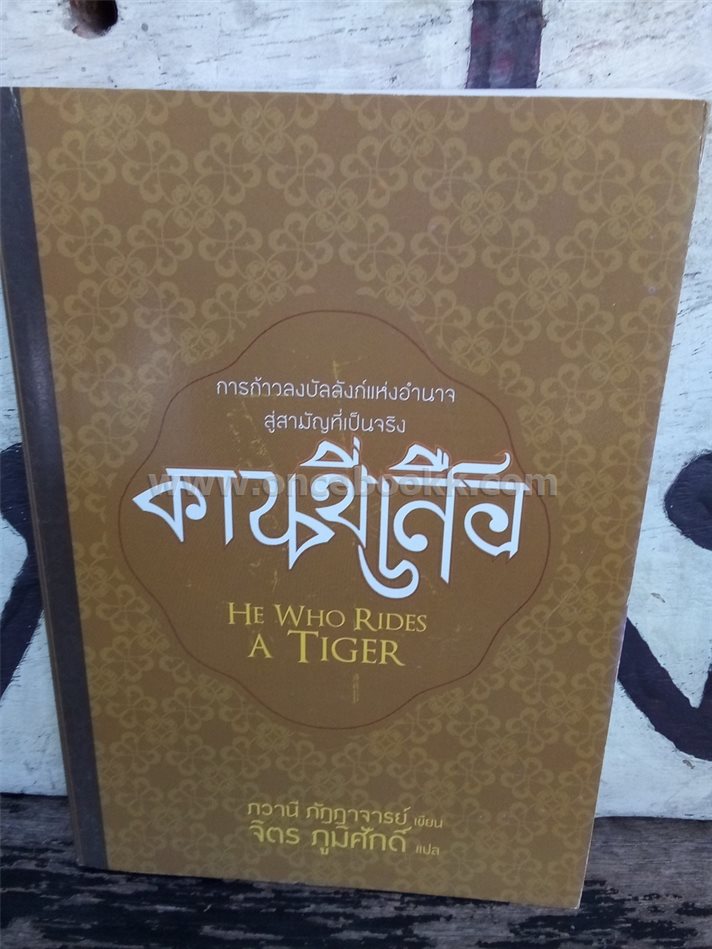 การก้าวลงบัลลังก์แห่งอำนาจ
สู่สามัญที่เป็นจริง
คนขี่เสือ
www.onceebookk.com
HE WHO RIDES
A TIGER
ภวานี ภัฏฏาจารย์ เขียน
จิตร ภูมิศักดิ์ แปล